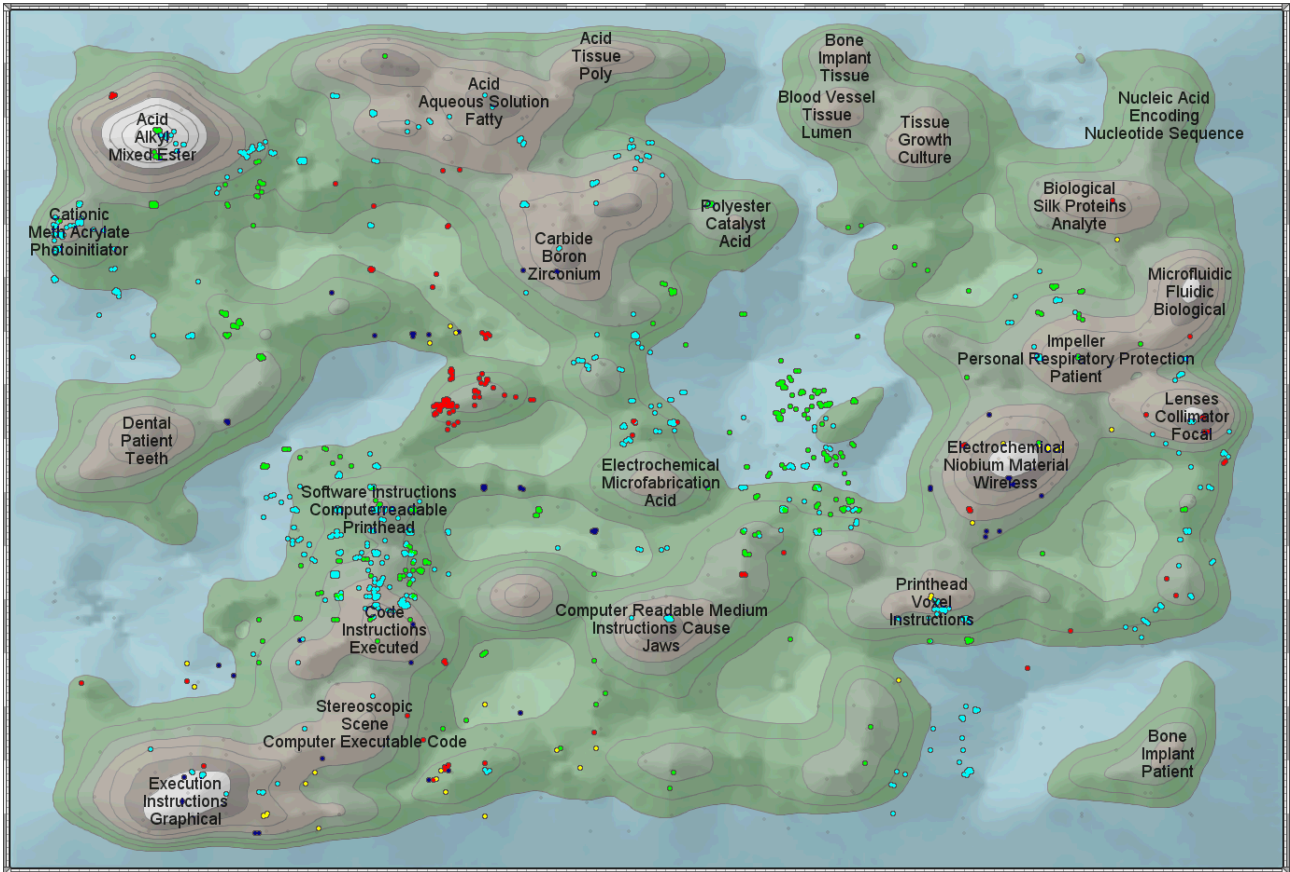 Acid
Tissue
Poly
Bone
Implant
Tissue
Acid
Aqueous Solution
Fatty
Blood Vessel
Tissue
Lumen
Tissue
Growth
Culture
Nucleic Acid
Encoding
Nucleotide Sequence
Acid
Alkyl
Mixed Ester
Biological
Silk Proteins
Analyte
Cationic
Meth Acrylate
Photoinitiator
Polyester
Catalyst
Acid
Carbide
Boron
Zirconium
Microfluidic
Fluidic
Biological
Impeller
Personal Respiratory Protection
Patient
Lenses
Collimator
Focal
Dental
Patient
Teeth
Electrochemical
Niobium Material
Wireless
Electrochemical
Microfabrication
Acid
Software Instructions
Computerreadable
Printhead
Printhead
Voxel
Instructions
Code
Instructions
Executed
Computer Readable Medium
Instructions Cause
Jaws
Stereoscopic
Scene
Computer Executable Code
Bone
Implant
Patient
Execution
Instructions
Graphical